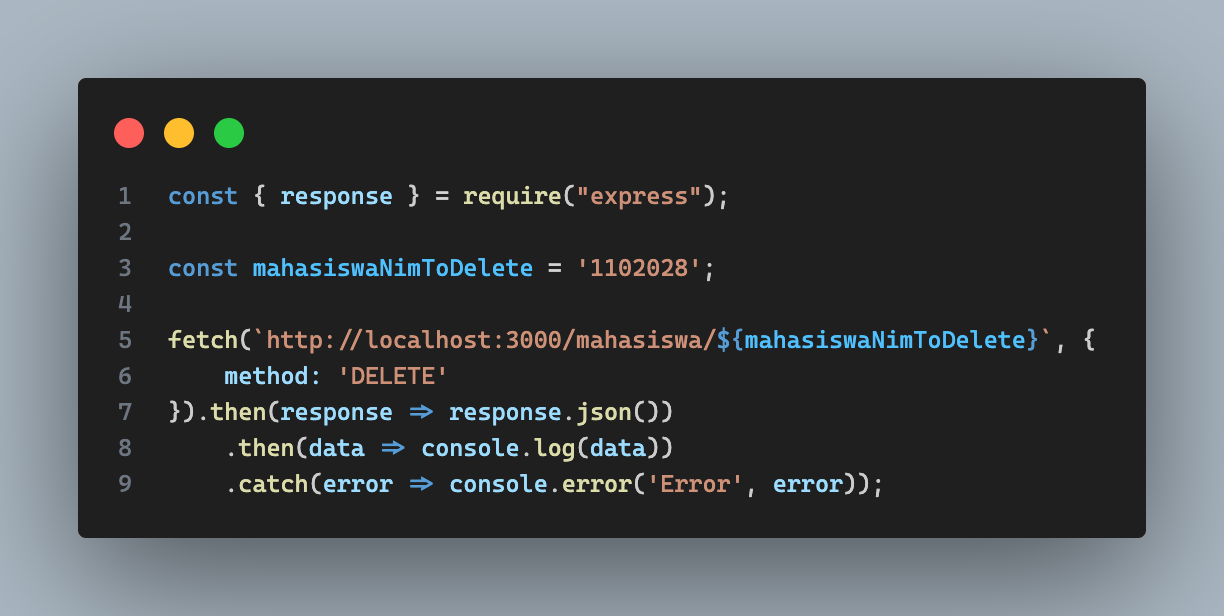 1 const { response } = require("express");
2
3 const mahasiswaNimToDelete = '1102028';
4
5 fetch(`http://localhost:3000/mahasiswa/${mahasiswaNimToDelete}`, {
6     method: 'DELETE'
7 }).then(response => response.json())
8     .then(data => console.log(data))
9     .catch(error => console.error('Error', error));